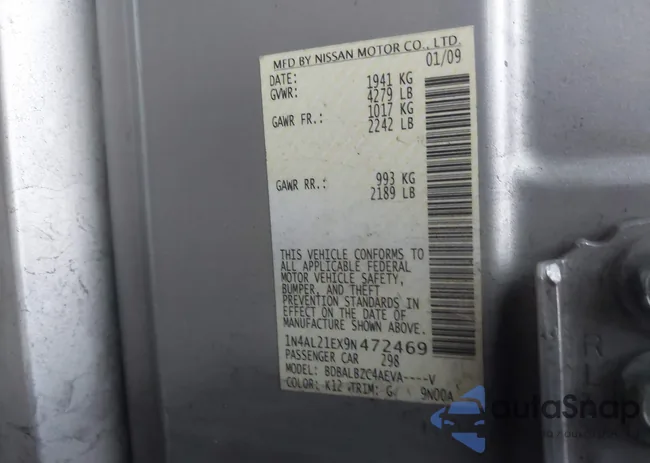 MFD BY NISSAN MOTOR CO., LTD.
DATE: 01/09
GVWR: 1941 KG
4279 LB
GAWR FR.: 1017 KG
2242 LB
GAWR RR.: 993 KG
2189 LB
THIS VEHICLE CONFORMS TO
ALL APPLICABLE FEDERAL
MOTOR VEHICLE SAFETY,
BUMPER, AND THEFT
PREVENTION STANDARDS IN
EFFECT ON THE DATE OF
MANUFACTURE SHOWN ABOVE.
1N4AL21EX9N472469
PASSENGER CAR 298
MODEL: BDBALBZC4AEVA----V
COLOR: K12 TRIM: G 9N00A
R
L
autoSnap